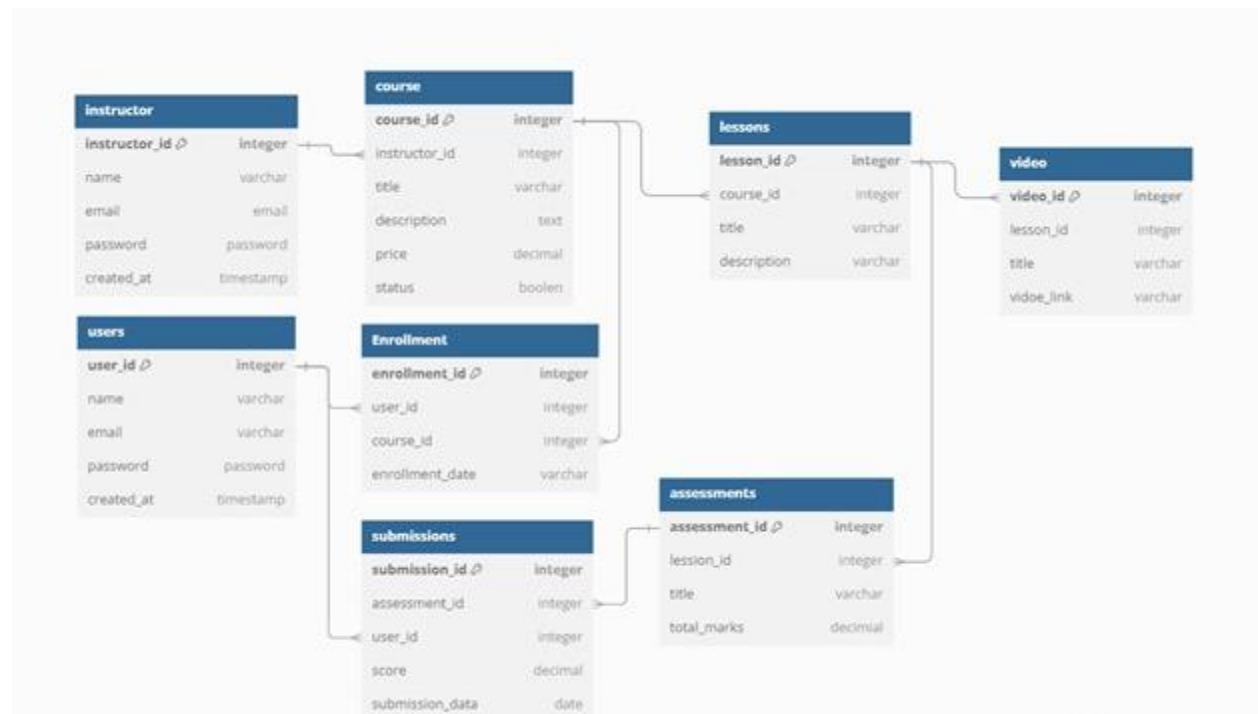 instructor
instructor_id integer
name varchar
email email
password password
created_at timestamp
course
course_id integer
instructor_id integer
title varchar
description text
price decimal
status boolen
lessons
lesson_id integer
course_id integer
title varchar
description varchar
video
video_id integer
lesson_id integer
title varchar
vidoe_link varchar
users
user_id integer
name varchar
email varchar
password password
created_at timestamp
Enrollment
enrollment_id integer
user_id integer
course_id integer
enrollment_date varchar
submissions
submission_id integer
assessment_id integer
user_id integer
score decimal
submission_data date
assessments
assessment_id integer
lession_id integer
title varchar
total_marks decimial